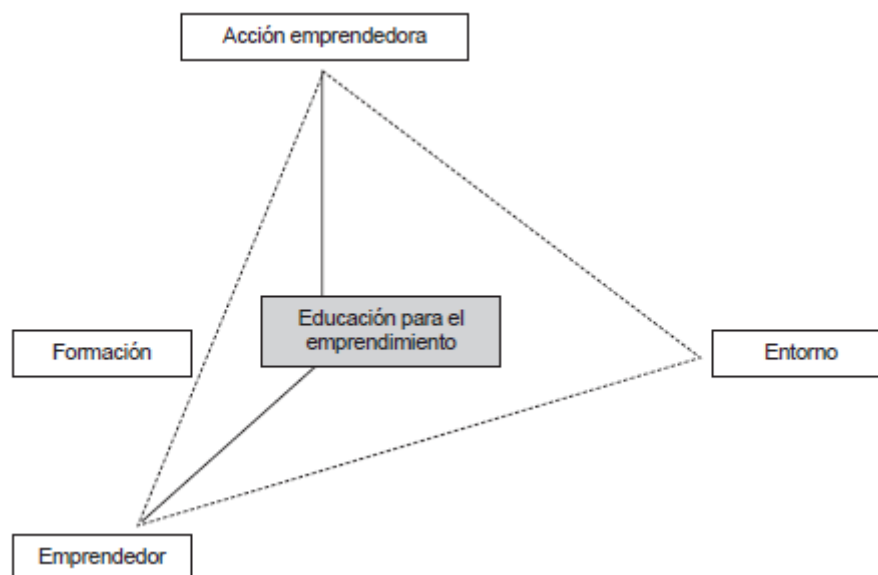 Acción emprendedora
Educación para el
emprendimiento
Formación
Entorno
Emprendedor